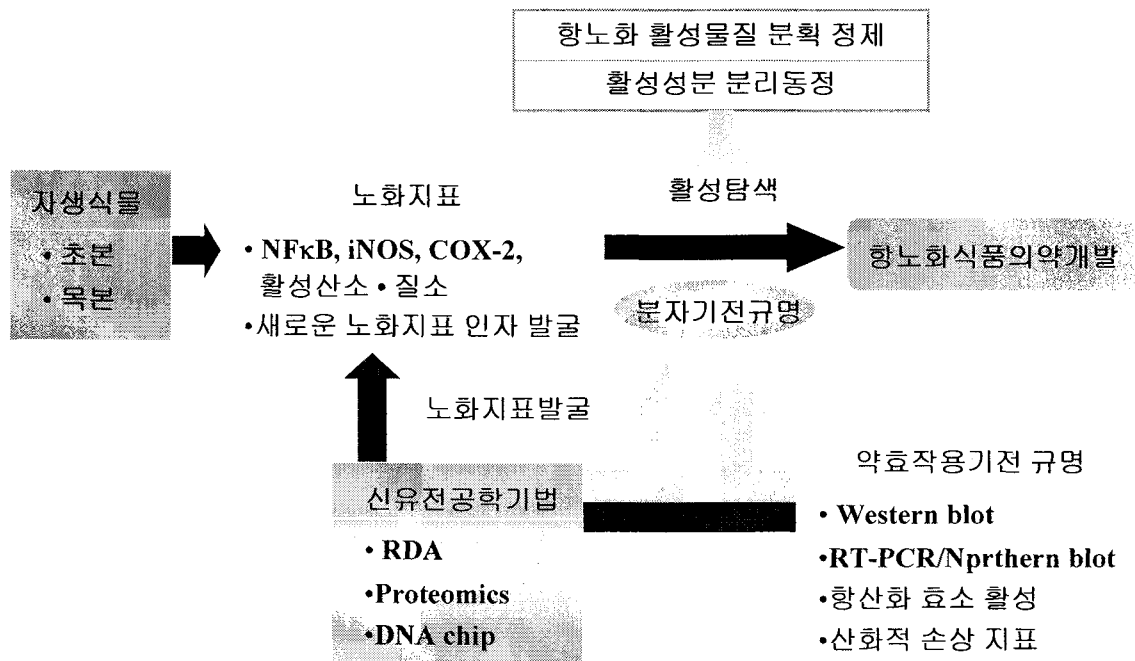 항노화 활성물질 분획 정제
활성성분 분리동정
자생식물
• 초본
• 목본
노화지표
• NFκB, iNOS, COX-2,
활성산소 • 질소
•새로운 노화지표 인자 발굴
활성탐색
분자기전규명
항노화식품의약개발
노화지표발굴
신유전공학기법
• RDA
•Proteomics
•DNA chip
약효작용기전 규명
• Western blot
•RT-PCR/Nprthern blot
•항산화 효소 활성
•산화적 손상 지표